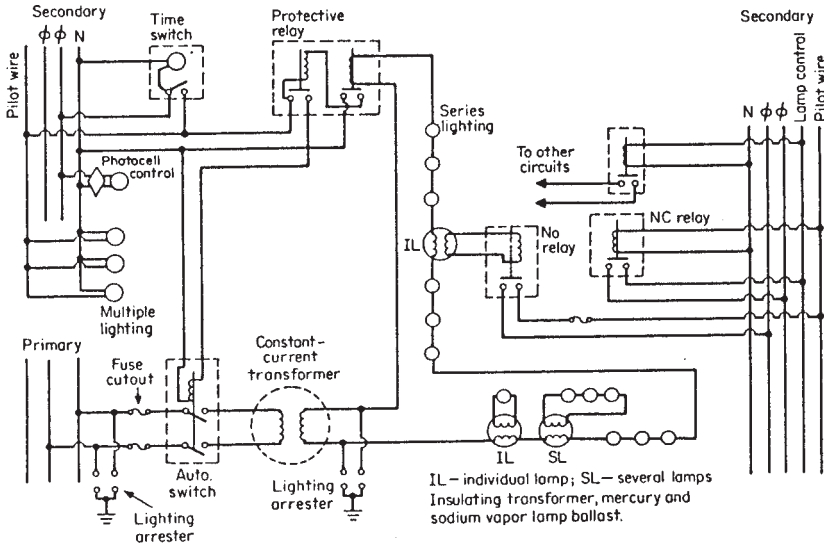 Secondary
ϕ ϕ N
Pilot wire
Time
switch
Protective
relay
Photocell
control
Multiple
lighting
Series
lighting
To other
circuits
IL
No
relay
NC relay
Secondary
N ϕ ϕ
Lamp control
Pilot wire
Primary
Fuse
cutout
Constant-
current
transformer
Auto.
switch
Lighting
arrester
Lighting
arrester
IL
SL
IL – individual lamp; SL – several lamps
Insulating transformer, mercury and
sodium vapor lamp ballast.